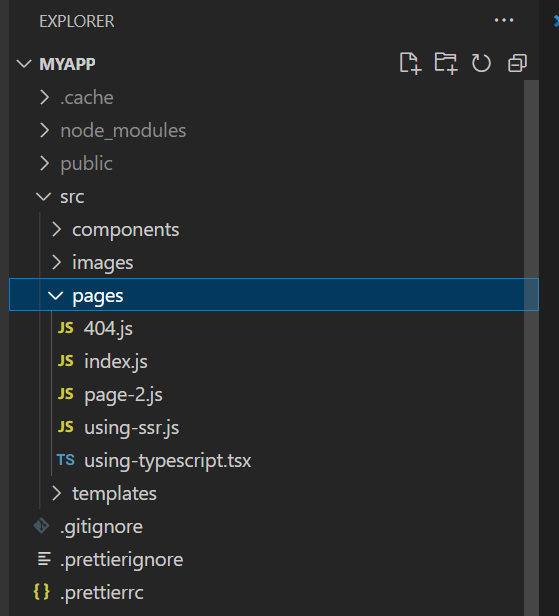 EXPLORER
MYAPP
.cache
node_modules
public
src
components
images
pages
JS 404.js
JS index.js
JS page-2.js
JS using-ssr.js
TS using-typescript.tsx
templates
.gitignore
.prettierignore
{} .prettierrc